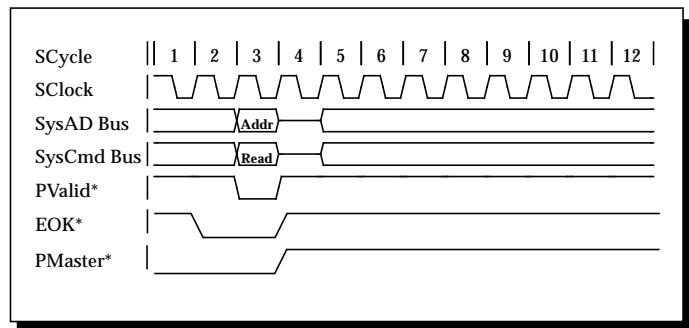 SCycle 1 2 3 4 5 6 7 8 9 10 11 12
SClock
SysAD Bus Addr
SysCmd Bus Read
PValid*
EOK*
PMaster*